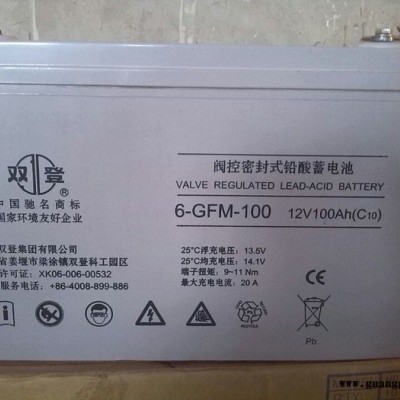 双登
®
中国驰名商标
国家环境友好企业
阀控密封式铅酸蓄电池
VALVE REGULATED LEAD-ACID BATTERY
6-GFM-100 12V100Ah(C10)
双登集团有限公司
省姜堰市梁徐镇双登科工园区
许可证: XK06-006-00532
服务电话: +86-4008-899-886
25°C浮充电压: 13.5V
25°C均充电压: 14.1V
端子扭矩: 9~11 Nm
最大充电电流: 20 A
Pb